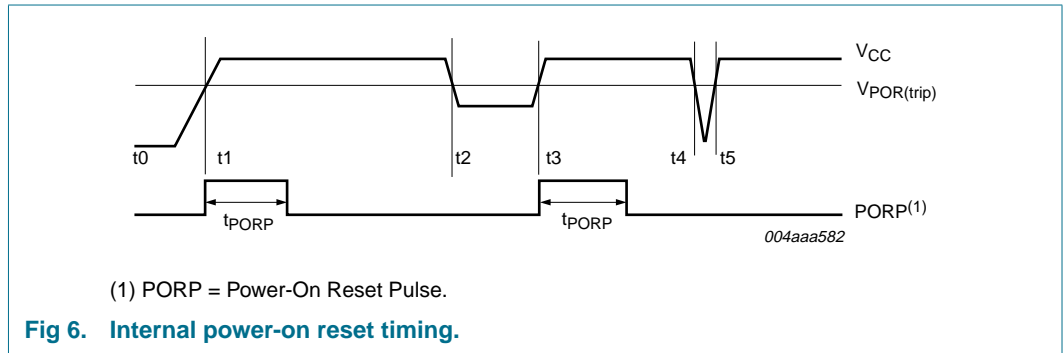 VCC
VPOR(trip)
t0
t1
t2
t3
t4
t5
tPORP
tPORP
PORP(1)
004aaa582
(1) PORP = Power-On Reset Pulse.
Fig 6. Internal power-on reset timing.